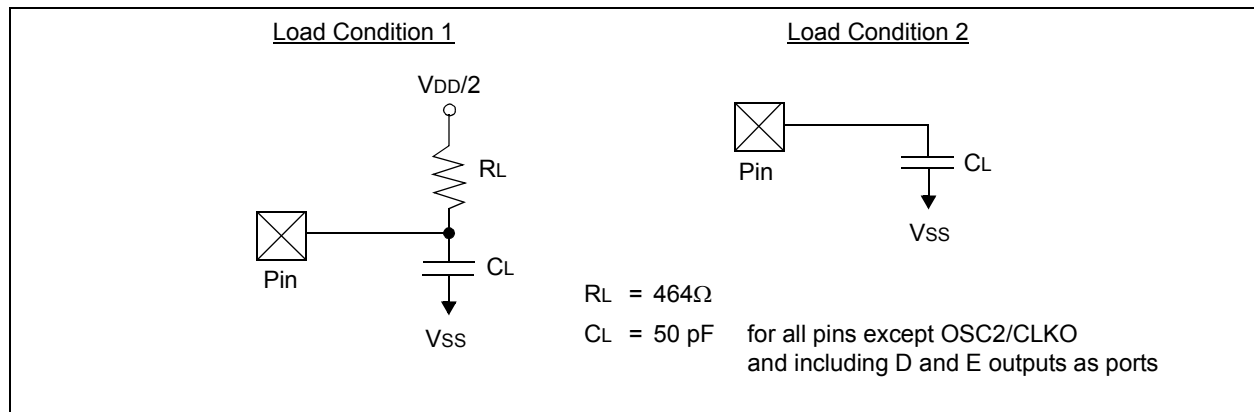 Load Condition 1
Load Condition 2
VDD/2
RL
Pin
CL
VSS
Pin
CL
VSS
RL = 464Ω
CL = 50 pF for all pins except OSC2/CLKO
and including D and E outputs as ports